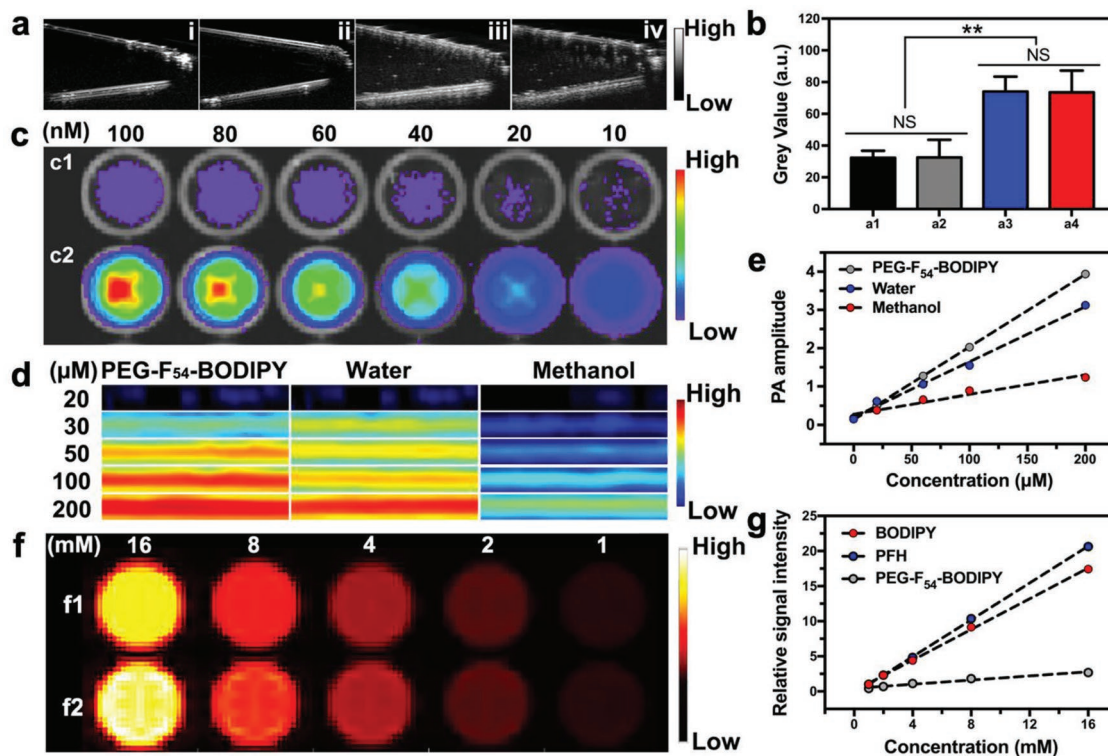 a
i
ii
iii
iv
High
Low
b
Grey Value (a.u.)
100
80
60
40
20
0
**
NS
NS
a1
a2
a3
a4
c
(nM)
100
80
60
40
20
10
c1
c2
High
Low
d
(μM)
PEG-F54-BODIPY
Water
Methanol
20
30
50
100
200
High
Low
e
PA amplitude
4
3
2
1
0
PEG-F54-BODIPY
Water
Methanol
0
50
100
150
200
Concentration (μM)
f
(mM)
16
8
4
2
1
f1
f2
High
Low
g
Relative signal intensity
25
20
15
10
5
0
BODIPY
PFH
PEG-F54-BODIPY
0
4
8
12
16
Concentration (mM)